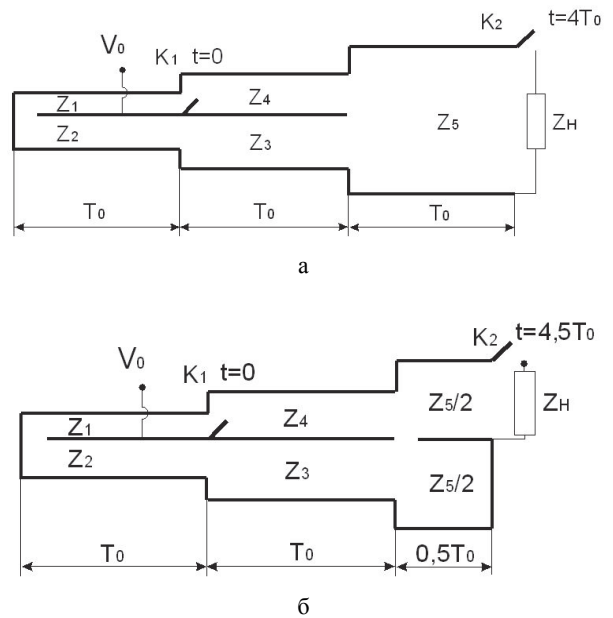 V₀ K₁ t=0 K₂ t=4T₀
Z₁ Z₄
Z₂ Z₃ Z₅ Zн
T₀ T₀ T₀
а
V₀ K₁ t=0 K₂ t=4,5T₀
Z₁ Z₄ Z₅/2 Zн
Z₂ Z₃ Z₅/2
T₀ T₀ 0,5T₀
б